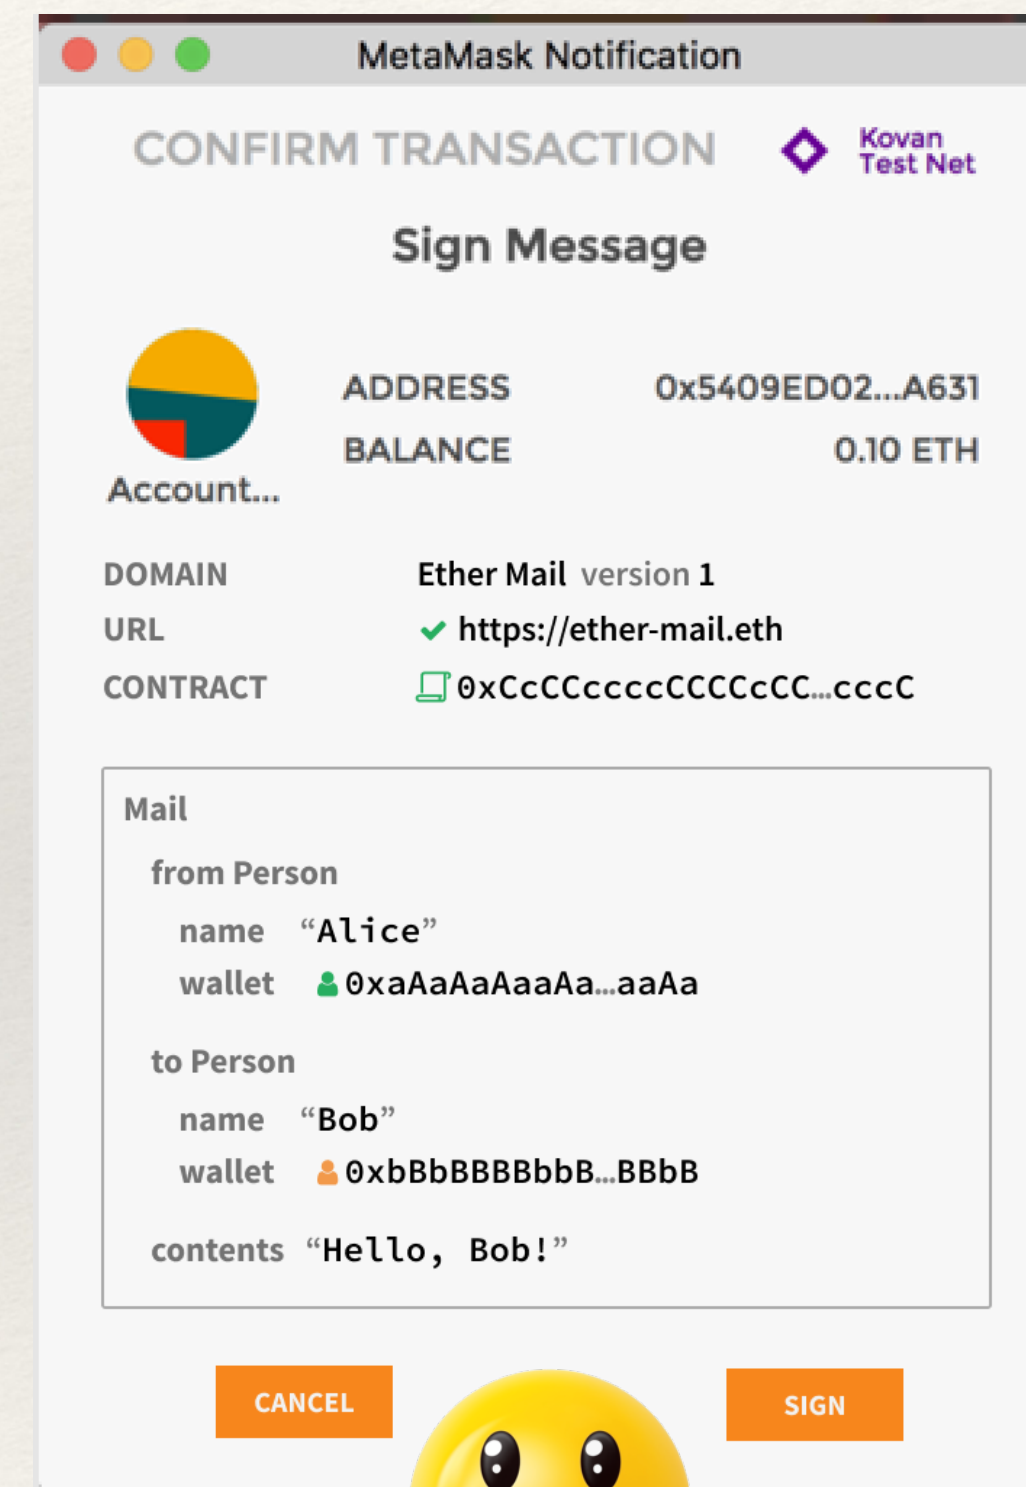 MetaMask Notification
CONFIRM TRANSACTION
Kovan
Test Net
Sign Message
ADDRESS 0x5409ED02...A631
BALANCE 0.10 ETH
Account...
DOMAIN Ether Mail version 1
URL https://ether-mail.eth
CONTRACT 0xCcCCccccCCCCcCC…cccC
Mail
from Person
name “Alice”
wallet 0xaAaAaAaaAa…aaAa
to Person
name “Bob”
wallet 0xbBbBBBBbbB…BBbB
contents “Hello, Bob!”
CANCEL SIGN